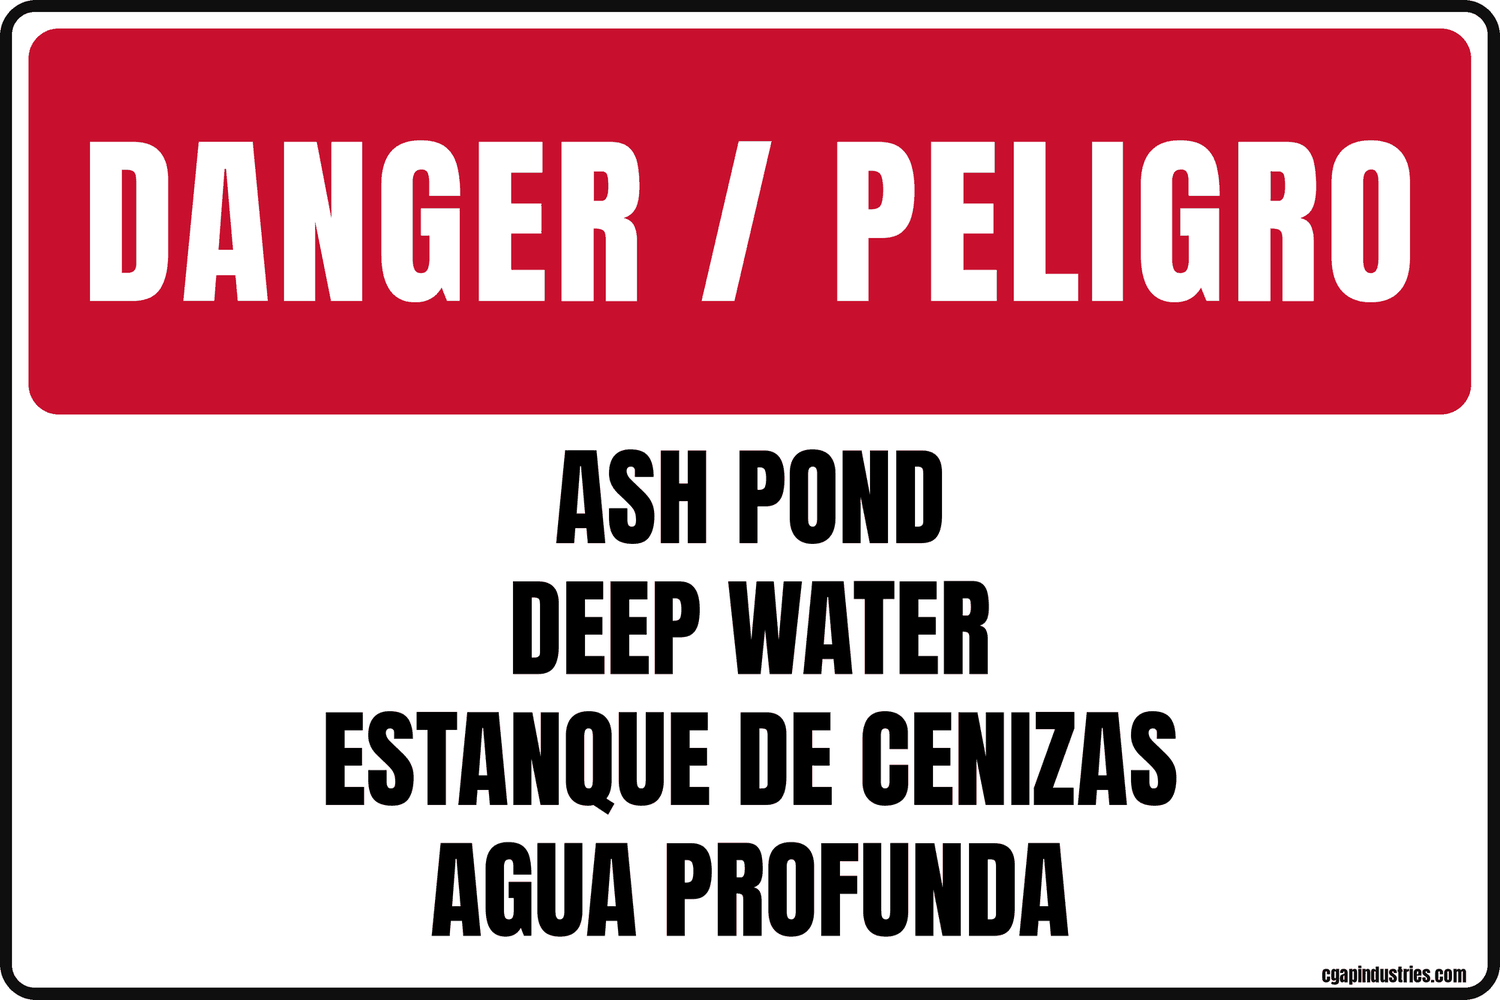 DANGER / PELIGRO
ASH POND
DEEP WATER
ESTANQUE DE CENIZAS
AGUA PROFUNDA
cgapindustries.com